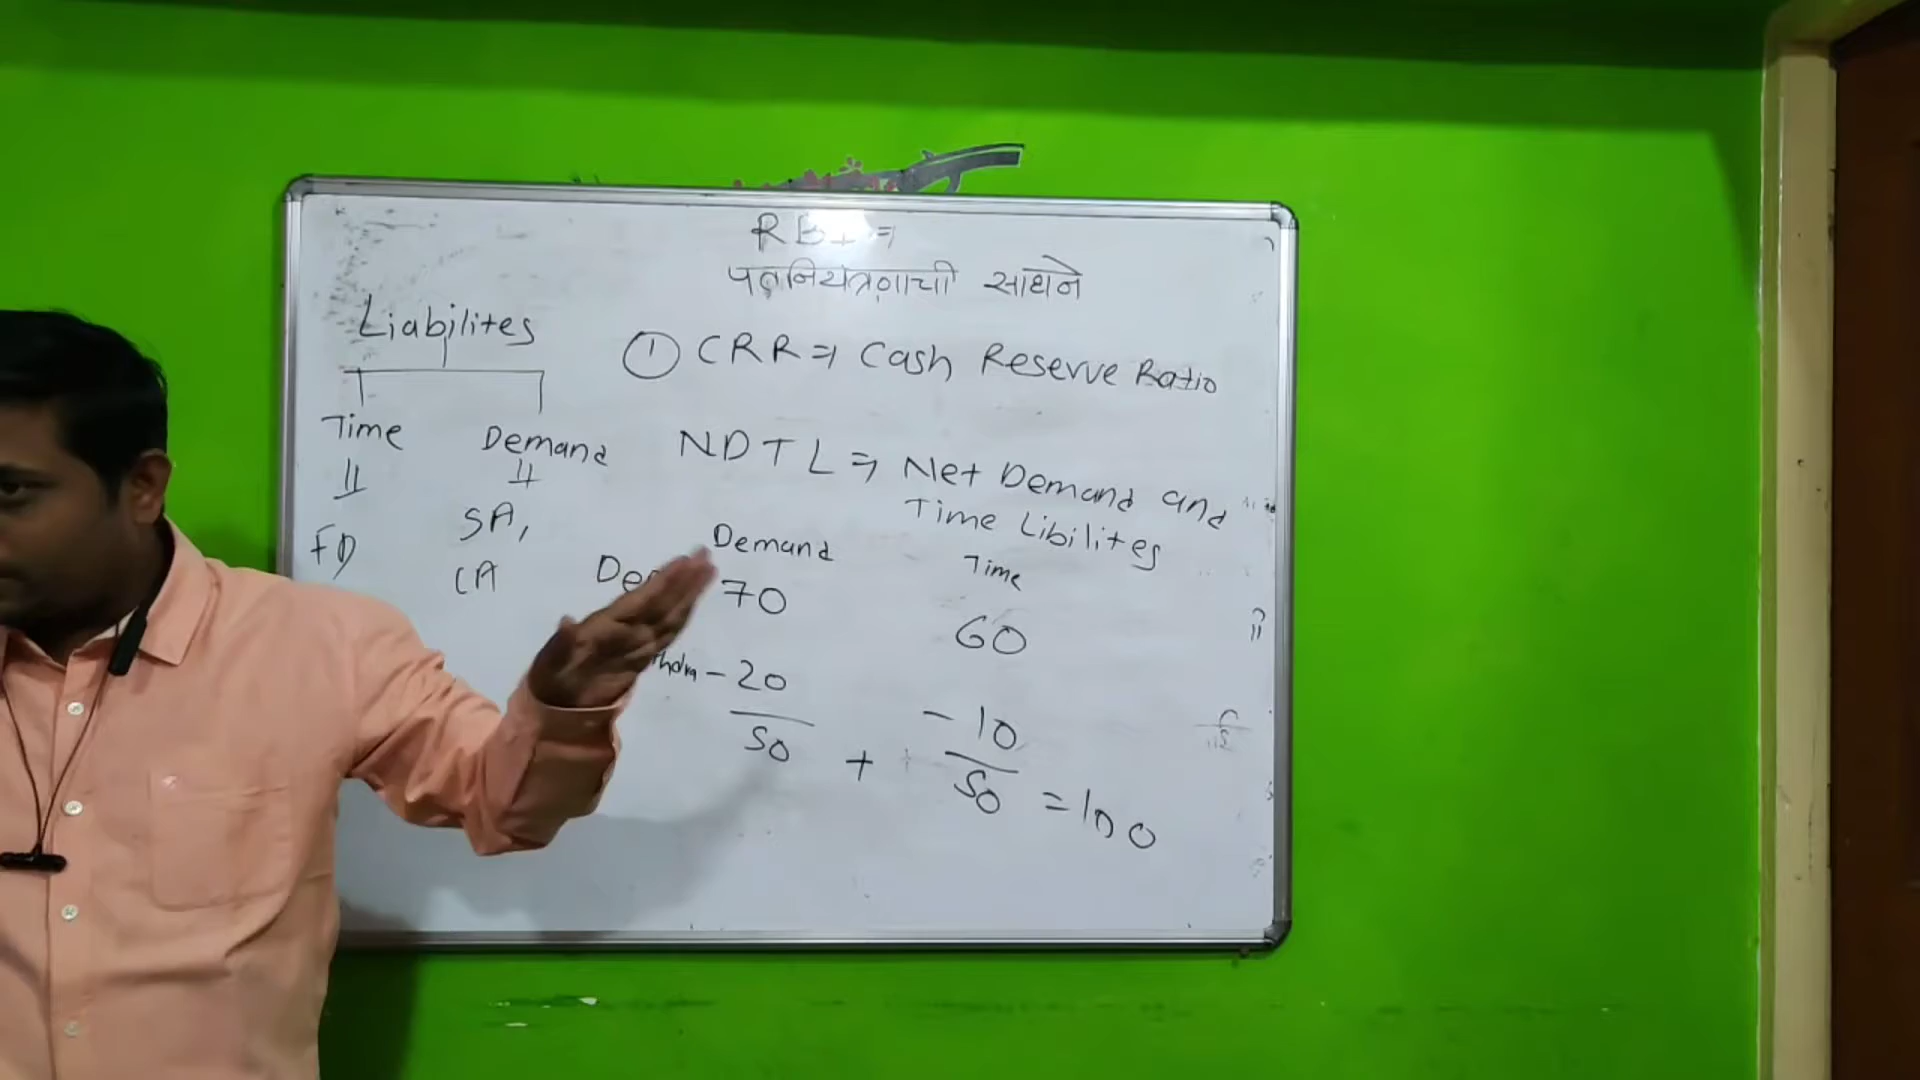 RBI ⇒
पतनियंत्रणाची साधने
Liabilites
Time Demand
FD
SA,
CA
① CRR ⇒ Cash Reserve Ratio
NDTL ⇒ Net Demand and
Time Libilites
Demand Time
70 60
- 20 - 10
50 + 50 = 100